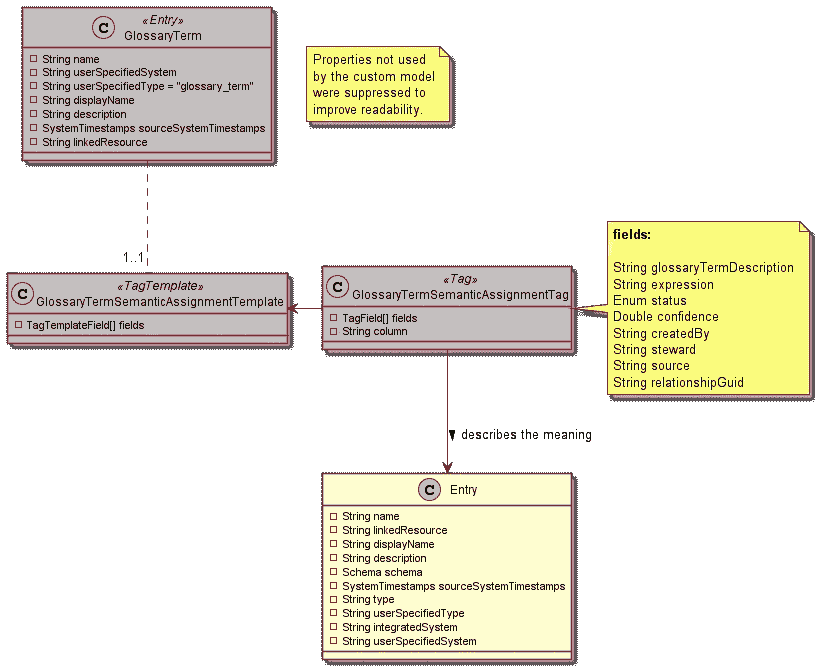 C
«Entry»
GlossaryTerm
String name
String userSpecifiedSystem
String userSpecifiedType = "glossary_term"
String displayName
String description
SystemTimestamps sourceSystemTimestamps
String linkedResource
Properties not used
by the custom model
were suppressed to
improve readability.
1..1
C
«TagTemplate»
GlossaryTermSemanticAssignmentTemplate
TagTemplateField[] fields
C
«Tag»
GlossaryTermSemanticAssignmentTag
TagField[] fields
String column
fields:
String glossaryTermDescription
String expression
Enum status
Double confidence
String createdBy
String steward
String source
String relationshipGuid
describes the meaning
C
Entry
String name
String linkedResource
String displayName
String description
Schema schema
SystemTimestamps sourceSystemTimestamps
String type
String userSpecifiedType
String integratedSystem
String userSpecifiedSystem